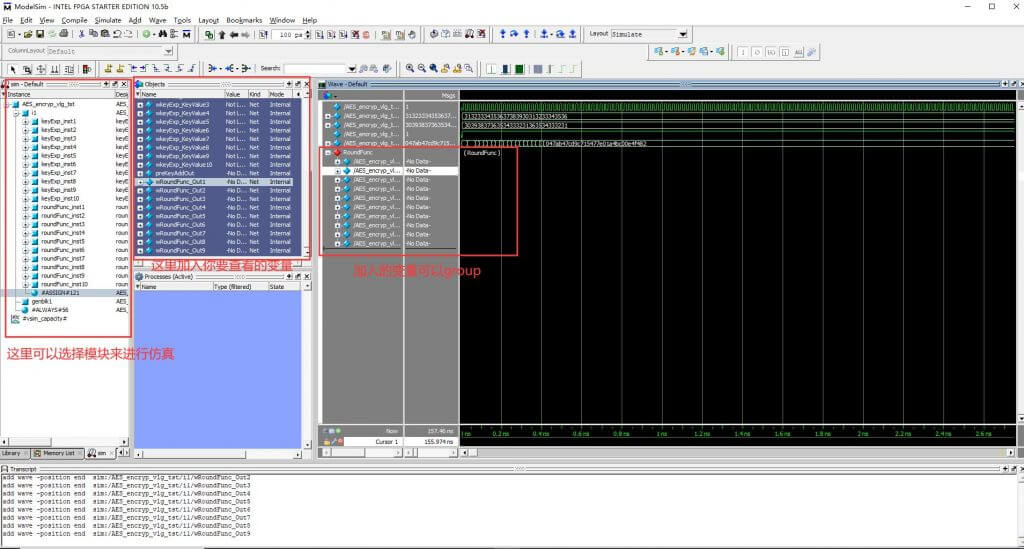 ModelSim - INTEL FPGA STARTER EDITION 10.5b
File Edit View Compile Simulate Add Wave Tools Layout Bookmarks Window Help
100 ps
Layout Simulate
ColumnLayout Default
Search:
sim - Default
Instance
AES_encryp_vlg_tst AES_
i1 AES_
keyExp_inst1 keyE
keyExp_inst2 keyE
keyExp_inst3 keyE
keyExp_inst4 keyE
keyExp_inst5 keyE
keyExp_inst6 keyE
keyExp_inst7 keyE
keyExp_inst8 keyE
keyExp_inst9 keyE
keyExp_inst10 keyE
roundFunc_inst1 roun
roundFunc_inst2 roun
roundFunc_inst3 roun
roundFunc_inst4 roun
roundFunc_inst5 roun
roundFunc_inst6 roun
roundFunc_inst7 roun
roundFunc_inst8 roun
roundFunc_inst9 roun
roundFunc_inst10 roun
#ASSIGN#121 AES_
genblk1 AES_
#ALWAYS#56 AES_
#vsim_capacity#
这里可以选择模块来进行仿真
Library Memory List sim
Objects
Name Value Kind Mode
wkeyExp_KeyValue3 Not L... Net Internal
wkeyExp_KeyValue4 Not L... Net Internal
wkeyExp_KeyValue5 Not L... Net Internal
wkeyExp_KeyValue6 Not L... Net Internal
wkeyExp_KeyValue7 Not L... Net Internal
wkeyExp_KeyValue8 Not L... Net Internal
wkeyExp_KeyValue9 Not L... Net Internal
wkeyExp_KeyValue10 Not L... Net Internal
preKeyAddOut -No D... Net Internal
wRoundFunc_Out1 -No D... Net Internal
wRoundFunc_Out2 -No D... Net Internal
wRoundFunc_Out3 -No D... Net Internal
wRoundFunc_Out4 -No D... Net Internal
wRoundFunc_Out5 -No D... Net Internal
wRoundFunc_Out6 -No D... Net Internal
wRoundFunc_Out7 -No D... Net Internal
wRoundFunc_Out8 -No D... Net Internal
wRoundFunc_Out9 -No D... Net Internal
这里加入你要查看的变量
Processes (Active)
Name Type (filtered) State
Wave - Default
Msgs
/AES_encryp_vlg_t... 1
/AES_encryp_vlg_t... 31323334353637... 31323334353637383930313233343536
/AES_encryp_vlg_t... 30393837363534... 30393837363534333231363534333231
/AES_encryp_vlg_t... 1
/AES_encryp_vlg_t... 047ab47cd9c715... 047ab47cd9c715477e01a4bc00e4f482
RoundFunc (RoundFunc)
/AES_encryp_vl... -No Data-
/AES_encryp_vl... -No Data-
/AES_encryp_vl... -No Data-
/AES_encryp_vl... -No Data-
/AES_encryp_vl... -No Data-
/AES_encryp_vl... -No Data-
/AES_encryp_vl... -No Data-
/AES_encryp_vl... -No Data-
/AES_encryp_vl... -No Data-
加入的变量可以group
Now 157.46 ns
Cursor 1 155.974 ns
0.2 ns 0.4 ns 0.6 ns 0.8 ns 1 ns 1.2 ns 1.4 ns 1.6 ns 1.8 ns 2 ns 2.2 ns 2.4 ns 2.6 ns
Transcript
add wave -position end sim:/AES_encryp_vlg_tst/i1/wRoundFunc_Out2
add wave -position end sim:/AES_encryp_vlg_tst/i1/wRoundFunc_Out3
add wave -position end sim:/AES_encryp_vlg_tst/i1/wRoundFunc_Out4
add wave -position end sim:/AES_encryp_vlg_tst/i1/wRoundFunc_Out5
add wave -position end sim:/AES_encryp_vlg_tst/i1/wRoundFunc_Out6
add wave -position end sim:/AES_encryp_vlg_tst/i1/wRoundFunc_Out7
add wave -position end sim:/AES_encryp_vlg_tst/i1/wRoundFunc_Out8
add wave -position end sim:/AES_encryp_vlg_tst/i1/wRoundFunc_Out9